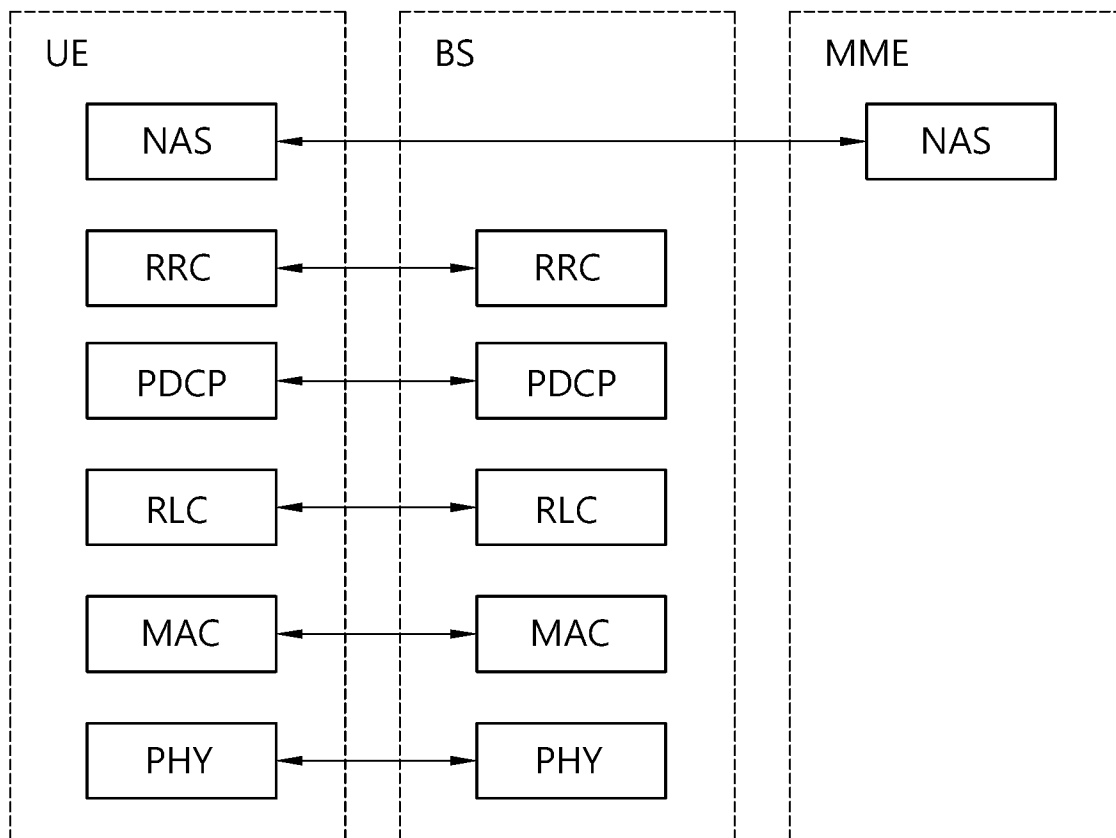 UE BS MME
NAS NAS
RRC RRC
PDCP PDCP
RLC RLC
MAC MAC
PHY PHY